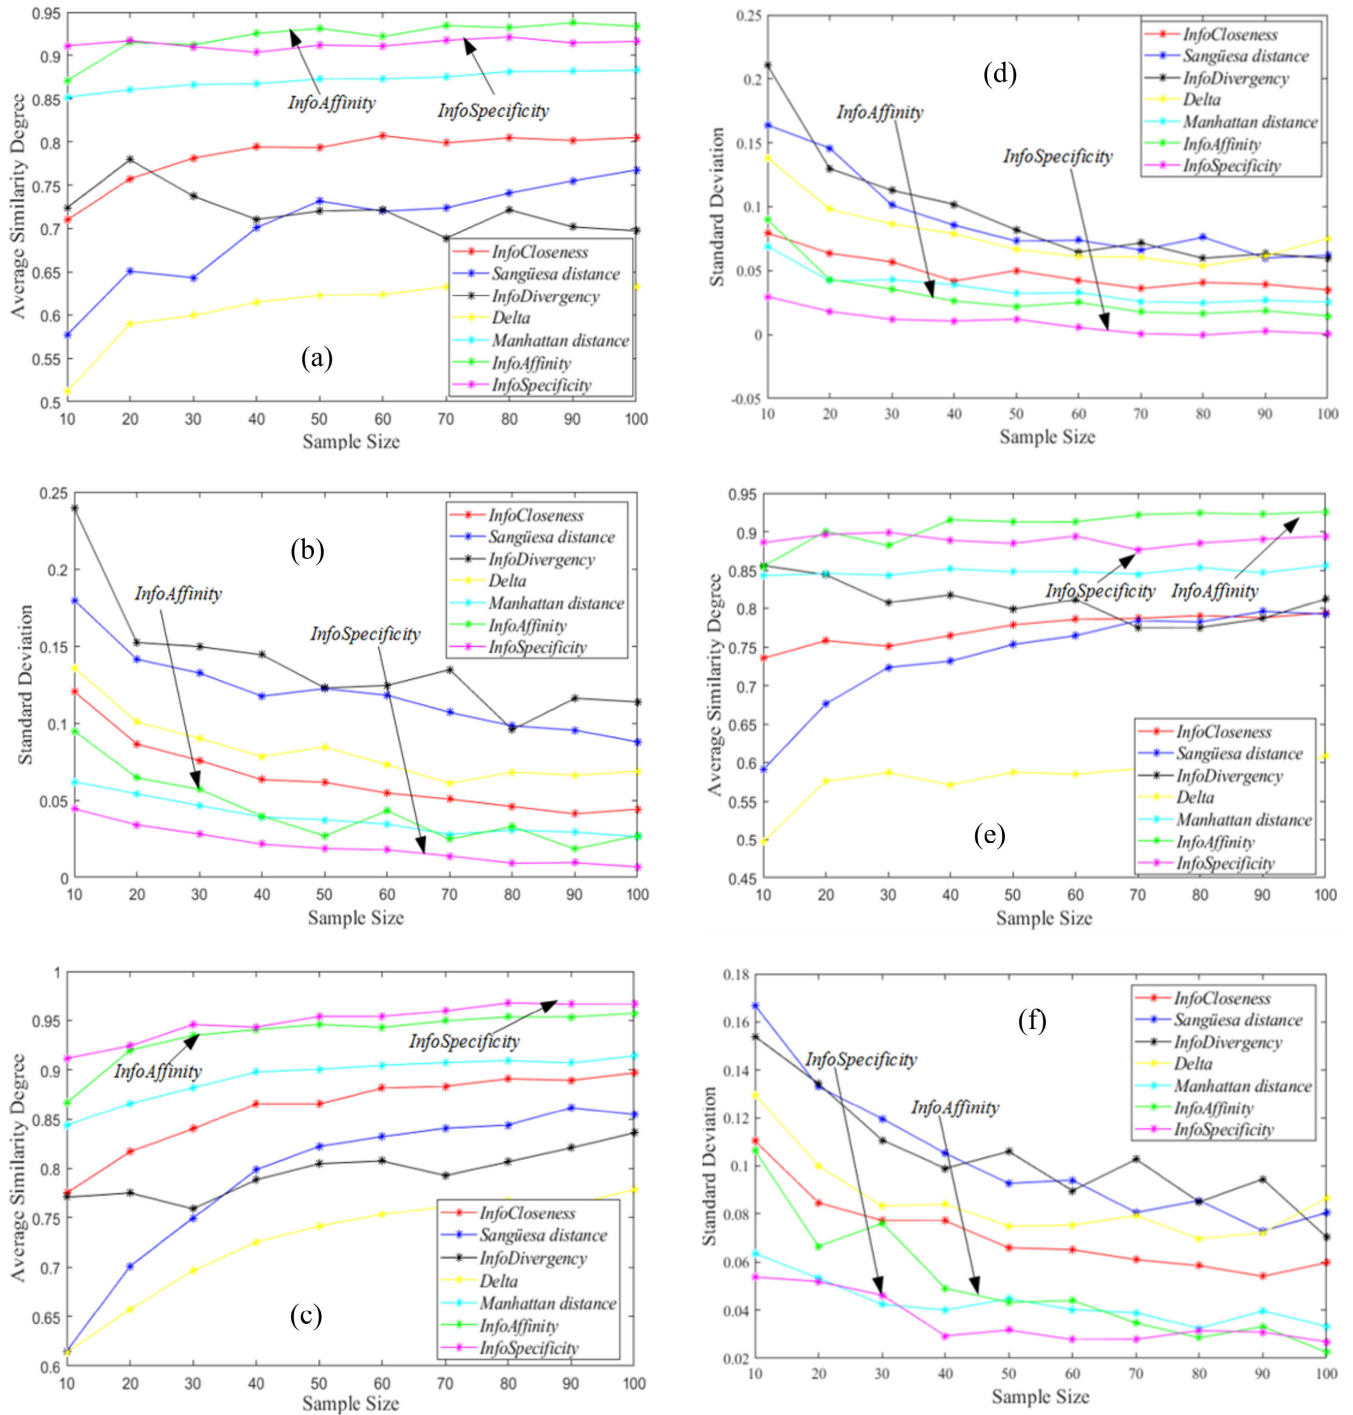 0.95
0.9
0.85
0.8
0.75
0.7
0.65
0.6
0.55
0.5
Average Similarity Degree
InfoAffinity
InfoSpecificity
InfoCloseness
Sangüesa distance
InfoDivergency
Delta
Manhattan distance
InfoAffinity
InfoSpecificity
(a)
10 20 30 40 50 60 70 80 90 100
Sample Size
0.25
0.2
0.15
0.1
0.05
0
-0.05
Standard Deviation
(d)
InfoAffinity
InfoSpecificity
InfoCloseness
Sangüesa distance
InfoDivergency
Delta
Manhattan distance
InfoAffinity
InfoSpecificity
10 20 30 40 50 60 70 80 90 100
Sample Size
0.25
0.2
0.15
0.1
0.05
0
Standard Deviation
(b)
InfoAffinity
InfoSpecificity
InfoCloseness
Sangüesa distance
InfoDivergency
Delta
Manhattan distance
InfoAffinity
InfoSpecificity
10 20 30 40 50 60 70 80 90 100
Sample Size
0.95
0.9
0.85
0.8
0.75
0.7
0.65
0.6
0.55
0.5
0.45
Average Similarity Degree
InfoSpecificity
InfoAffinity
InfoCloseness
Sangüesa distance
InfoDivergency
Delta
Manhattan distance
InfoAffinity
InfoSpecificity
(e)
10 20 30 40 50 60 70 80 90 100
Sample Size
1
0.95
0.9
0.85
0.8
0.75
0.7
0.65
0.6
Average Similarity Degree
InfoSpecificity
InfoAffinity
InfoCloseness
Sangüesa distance
InfoDivergency
Delta
Manhattan distance
InfoAffinity
InfoSpecificity
(c)
10 20 30 40 50 60 70 80 90 100
Sample Size
0.18
0.16
0.14
0.12
0.1
0.08
0.06
0.04
0.02
Standard Deviation
(f)
InfoSpecificity
InfoAffinity
InfoCloseness
Sangüesa distance
InfoDivergency
Delta
Manhattan distance
InfoAffinity
InfoSpecificity
10 20 30 40 50 60 70 80 90 100
Sample Size